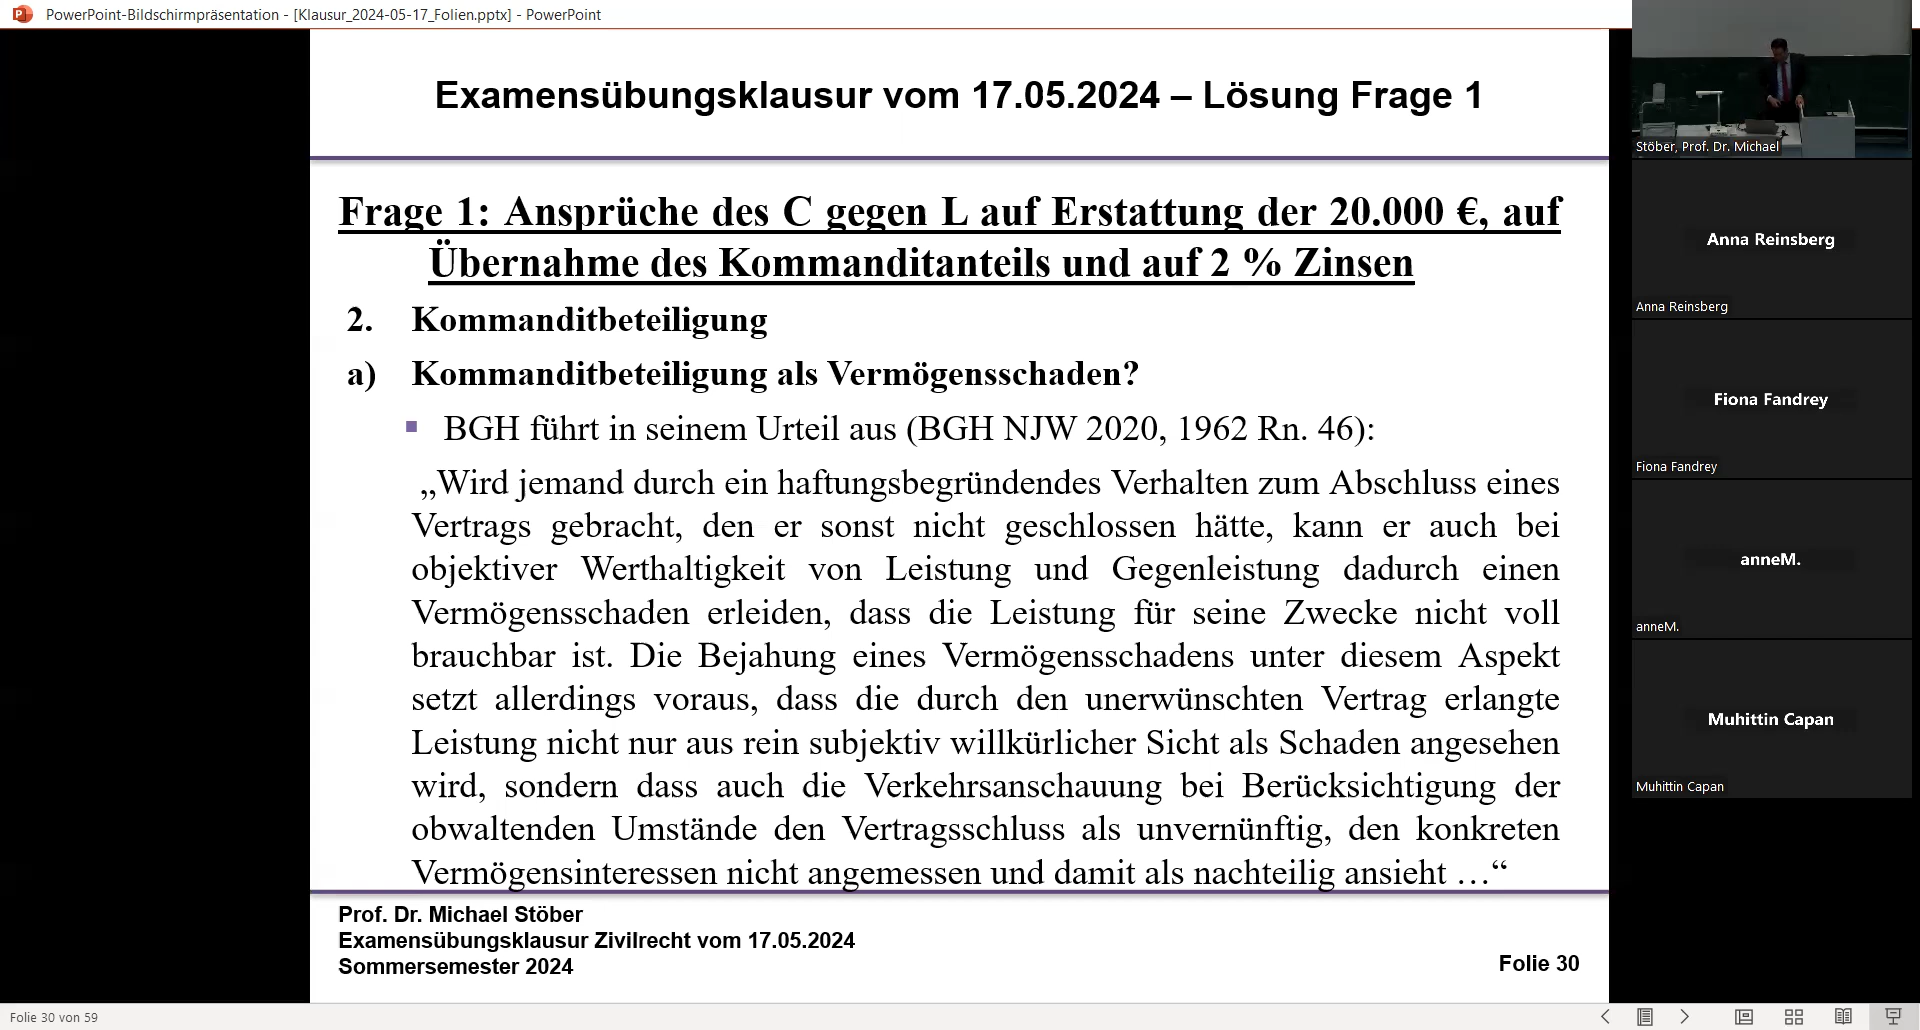 PowerPoint-Bildschirmpräsentation - [Klausur_2024-05-17_Folien.pptx] - PowerPoint
Examensübungsklausur vom 17.05.2024 – Lösung Frage 1
Frage 1: Ansprüche des C gegen L auf Erstattung der 20.000 €, auf
Übernahme des Kommanditanteils und auf 2 % Zinsen
2. Kommanditbeteiligung
a) Kommanditbeteiligung als Vermögensschaden?
▪ BGH führt in seinem Urteil aus (BGH NJW 2020, 1962 Rn. 46):
„Wird jemand durch ein haftungsbegründendes Verhalten zum Abschluss eines
Vertrags gebracht, den er sonst nicht geschlossen hätte, kann er auch bei
objektiver Werthaltigkeit von Leistung und Gegenleistung dadurch einen
Vermögensschaden erleiden, dass die Leistung für seine Zwecke nicht voll
brauchbar ist. Die Bejahung eines Vermögensschadens unter diesem Aspekt
setzt allerdings voraus, dass die durch den unerwünschten Vertrag erlangte
Leistung nicht nur aus rein subjektiv willkürlicher Sicht als Schaden angesehen
wird, sondern dass auch die Verkehrsanschauung bei Berücksichtigung der
obwaltenden Umstände den Vertragsschluss als unvernünftig, den konkreten
Vermögensinteressen nicht angemessen und damit als nachteilig ansieht …“
Prof. Dr. Michael Stöber
Examensübungsklausur Zivilrecht vom 17.05.2024
Sommersemester 2024
Folie 30
Folie 30 von 59
Stöber, Prof. Dr. Michael
Anna Reinsberg
Anna Reinsberg
Fiona Fandrey
Fiona Fandrey
anneM.
anneM.
Muhittin Capan
Muhittin Capan